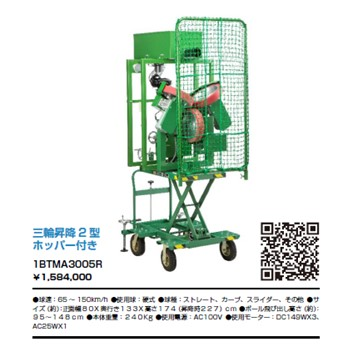 三輪昇降2型
ホッパー付き
1BTMA3005R
￥1,584,000
●球速：65～150km/h ●使用球：硬式 ●球種：ストレート、カーブ、スライダー、その他 ●サ
イズ（約）：正面幅80X奥行き133X高さ174（昇降時227）cm ●ボール飛び出し高さ（約）：
95～148cm ●本体重量：240Kg ●使用電源：AC100V ●使用モーター：DC149WX3、
AC25WX1